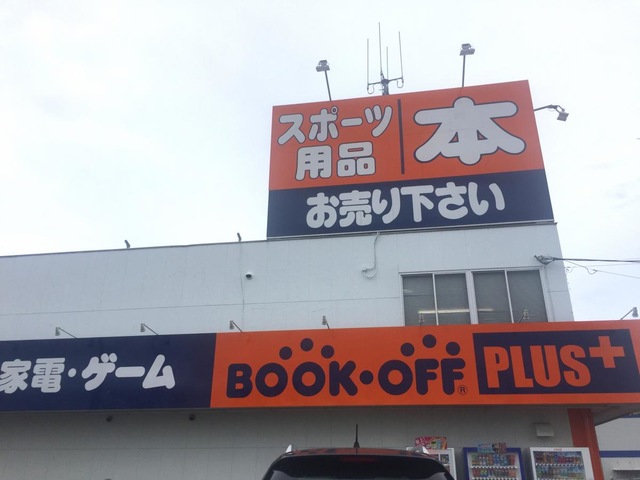 スポーツ
用品
本
お売り下さい
家電・ゲーム
BOOK・OFF® PLUS+